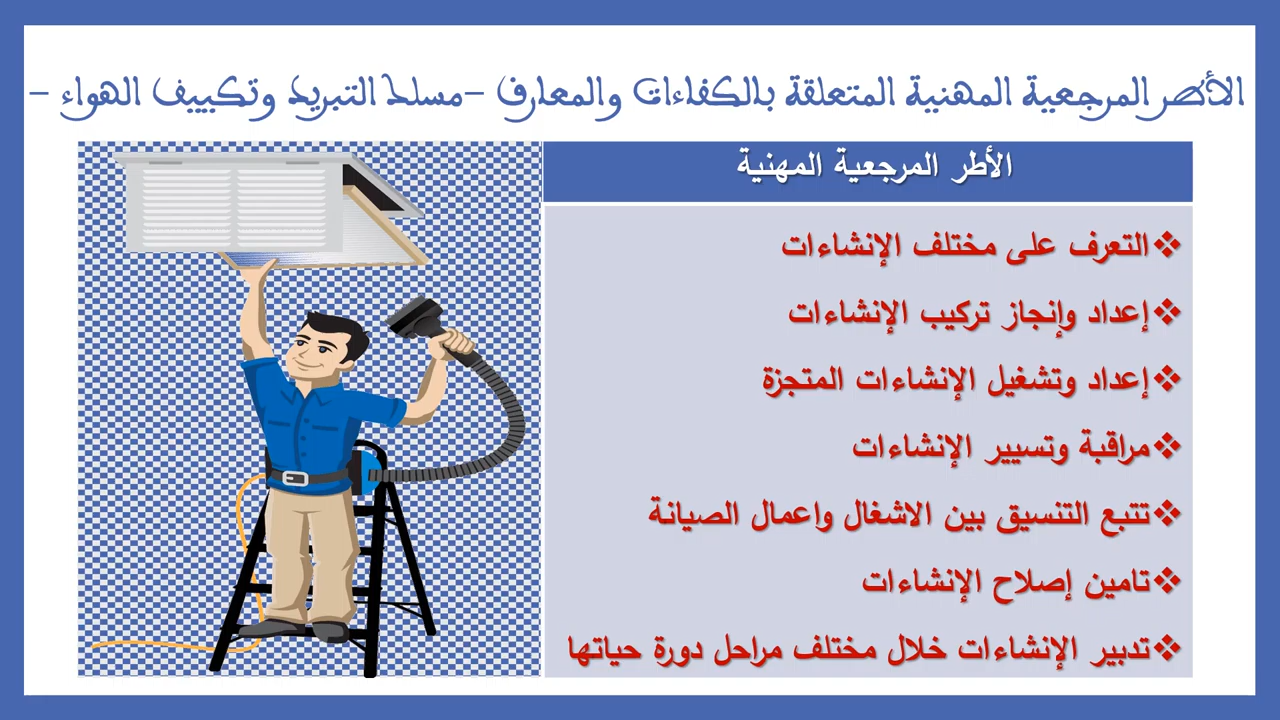 الأطر المرجعية المهنية المتعلقة بالكفاءات والمعارف -مسلك التبريد وتكييف الهواء -
الأطر المرجعية المهنية
❖التعرف على مختلف الإنشاءات
❖إعداد وإنجاز تركيب الإنشاءات
❖إعداد وتشغيل الإنشاءات المتجزة
❖مراقبة وتسيير الإنشاءات
❖تتبع التنسيق بين الاشغال واعمال الصيانة
❖تامين إصلاح الإنشاءات
❖تدبير الإنشاءات خلال مختلف مراحل دورة حياتها